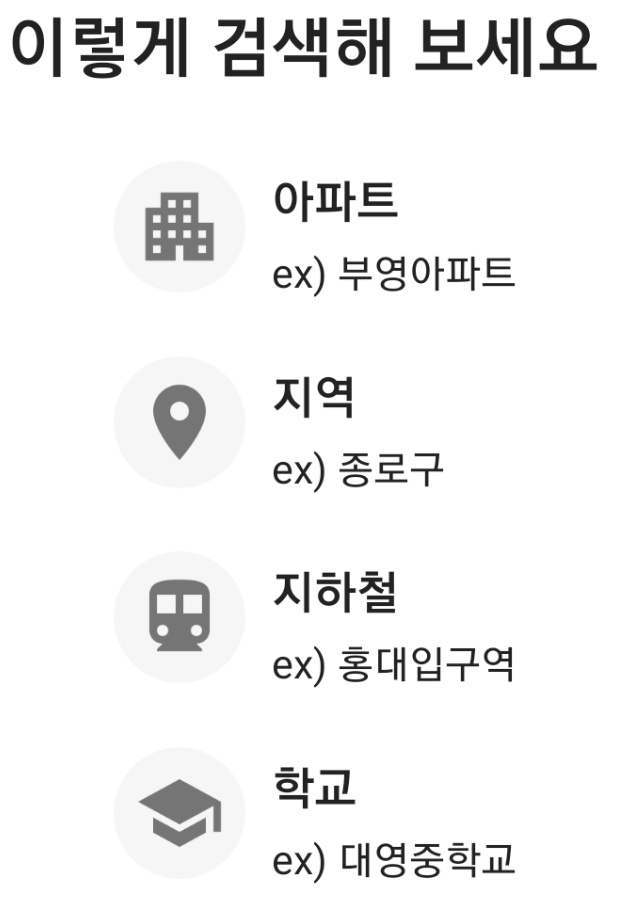 이렇게 검색해 보세요
아파트
ex) 부영아파트
지역
ex) 종로구
지하철
ex) 홍대입구역
학교
ex) 대영중학교